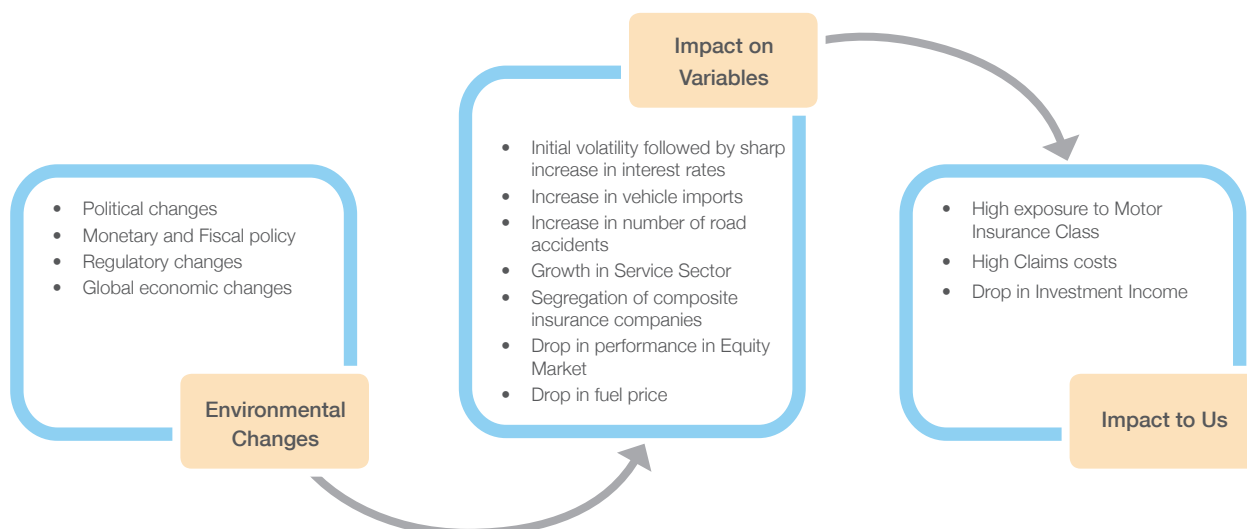 • Political changes
• Monetary and Fiscal policy
• Regulatory changes
• Global economic changes
Environmental
Changes
Impact on
Variables
• Initial volatility followed by sharp
increase in interest rates
• Increase in vehicle imports
• Increase in number of road
accidents
• Growth in Service Sector
• Segregation of composite
insurance companies
• Drop in performance in Equity
Market
• Drop in fuel price
• High exposure to Motor
Insurance Class
• High Claims costs
• Drop in Investment Income
Impact to Us